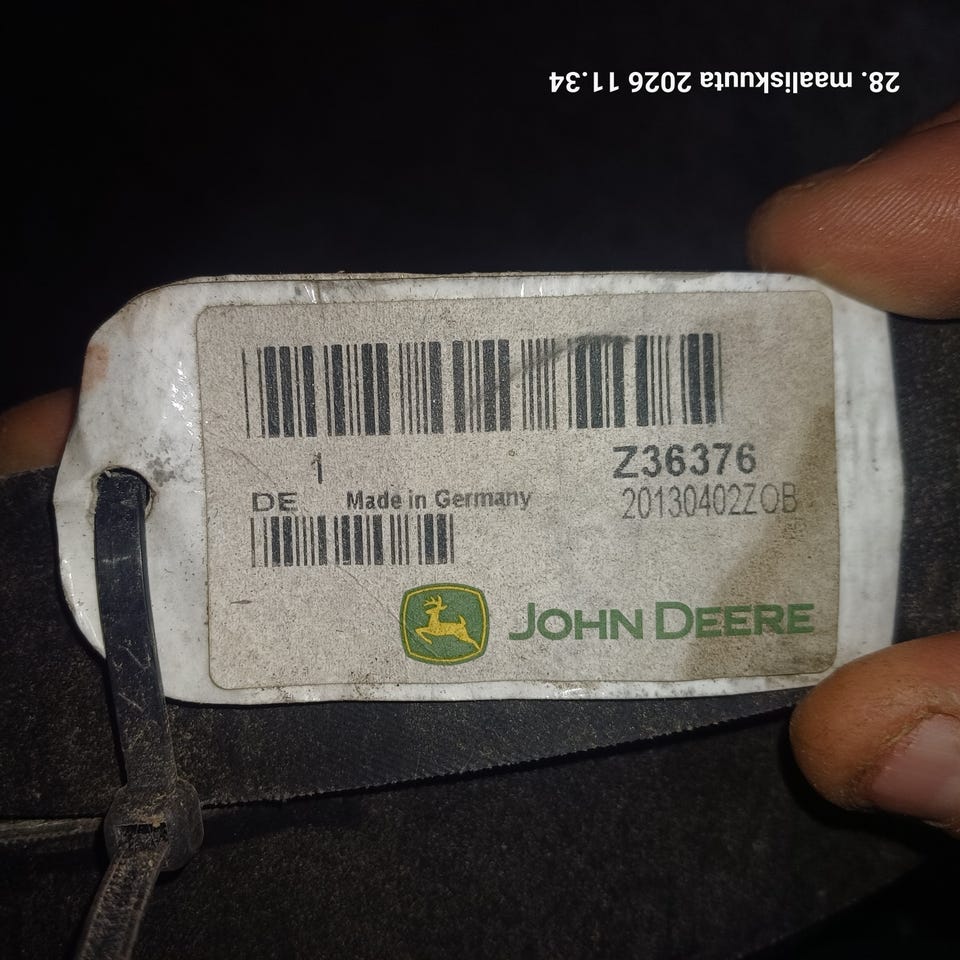 28. maaliskuuta 2026 11.34
Z36376
1
DE Made in Germany
20130402ZOB
JOHN DEERE